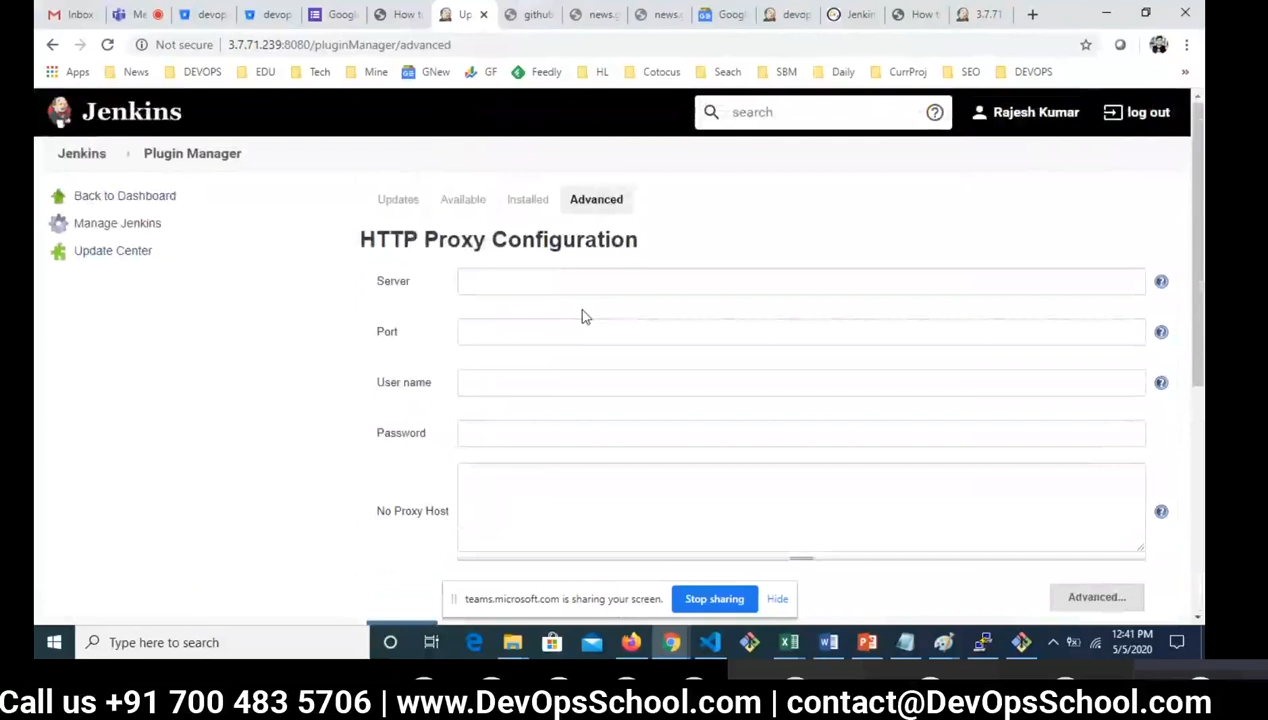 Inbox
Me
devop
devop
Googl
How t
Up
github
news.g
news.g
Googl
devop
Jenkin
How t
3.7.71
Not secure
3.7.71.239:8080/pluginManager/advanced
Apps
News
DEVOPS
EDU
Tech
Mine
GNew
GF
Feedly
HL
Cotocus
Seach
SBM
Daily
CurrProj
SEO
DEVOPS
»
Jenkins
search
Rajesh Kumar
log out
Jenkins
Plugin Manager
Back to Dashboard
Manage Jenkins
Update Center
Updates
Available
Installed
Advanced
HTTP Proxy Configuration
Server
Port
User name
Password
No Proxy Host
Advanced...
teams.microsoft.com is sharing your screen.
Stop sharing
Hide
Type here to search
12:41 PM
5/5/2020
Call us +91 700 483 5706 | www.DevOpsSchool.com | contact@DevOpsSchool.com